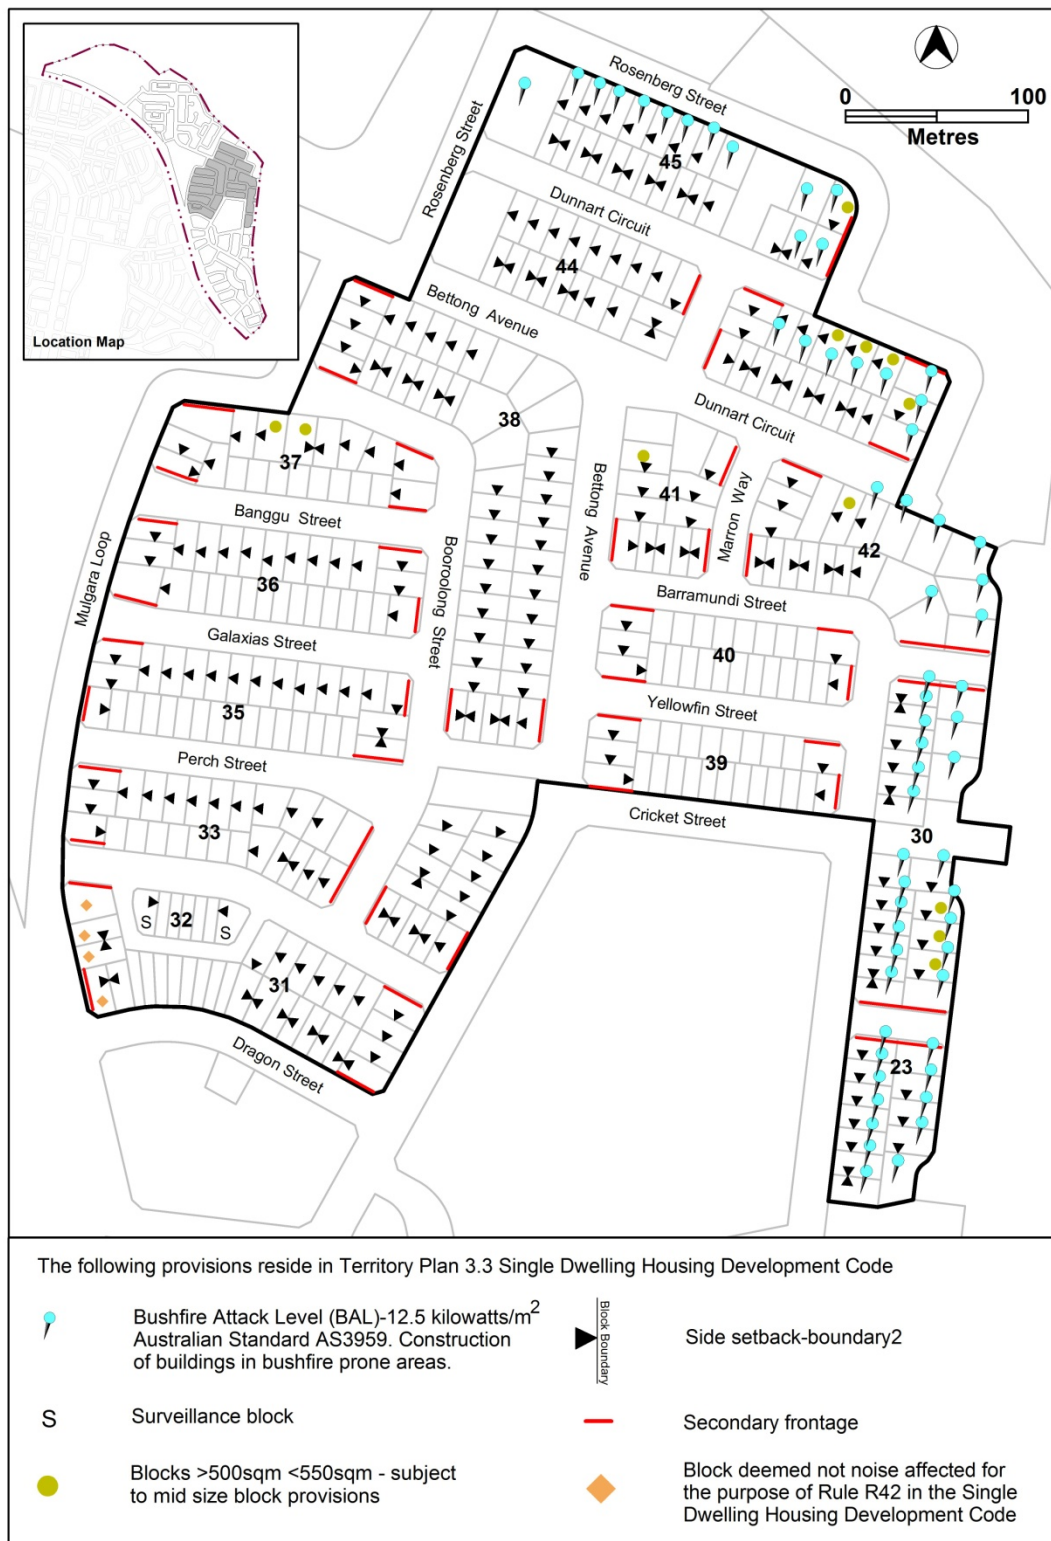 Location Map
Rosenberg Street
Rosenberg Street
0 100
Metres
45
Dunnart Circuit
44
Bettong Avenue
38
Dunnart Circuit
37
Banggu Street
Bettong Avenue
41
Marron Way
42
Mulgara Loop
36
Booroolong Street
Barramundi Street
Galaxias Street
40
35
Yellowfin Street
Perch Street
39
33
Cricket Street
30
32
S
S
31
Dragon Street
23
The following provisions reside in Territory Plan 3.3 Single Dwelling Housing Development Code
Bushfire Attack Level (BAL)-12.5 kilowatts/m2
Australian Standard AS3959. Construction
of buildings in bushfire prone areas.
Block Boundary
Side setback-boundary2
S
Surveillance block
Secondary frontage
Blocks >500sqm <550sqm - subject
to mid size block provisions
Block deemed not noise affected for
the purpose of Rule R42 in the Single
Dwelling Housing Development Code